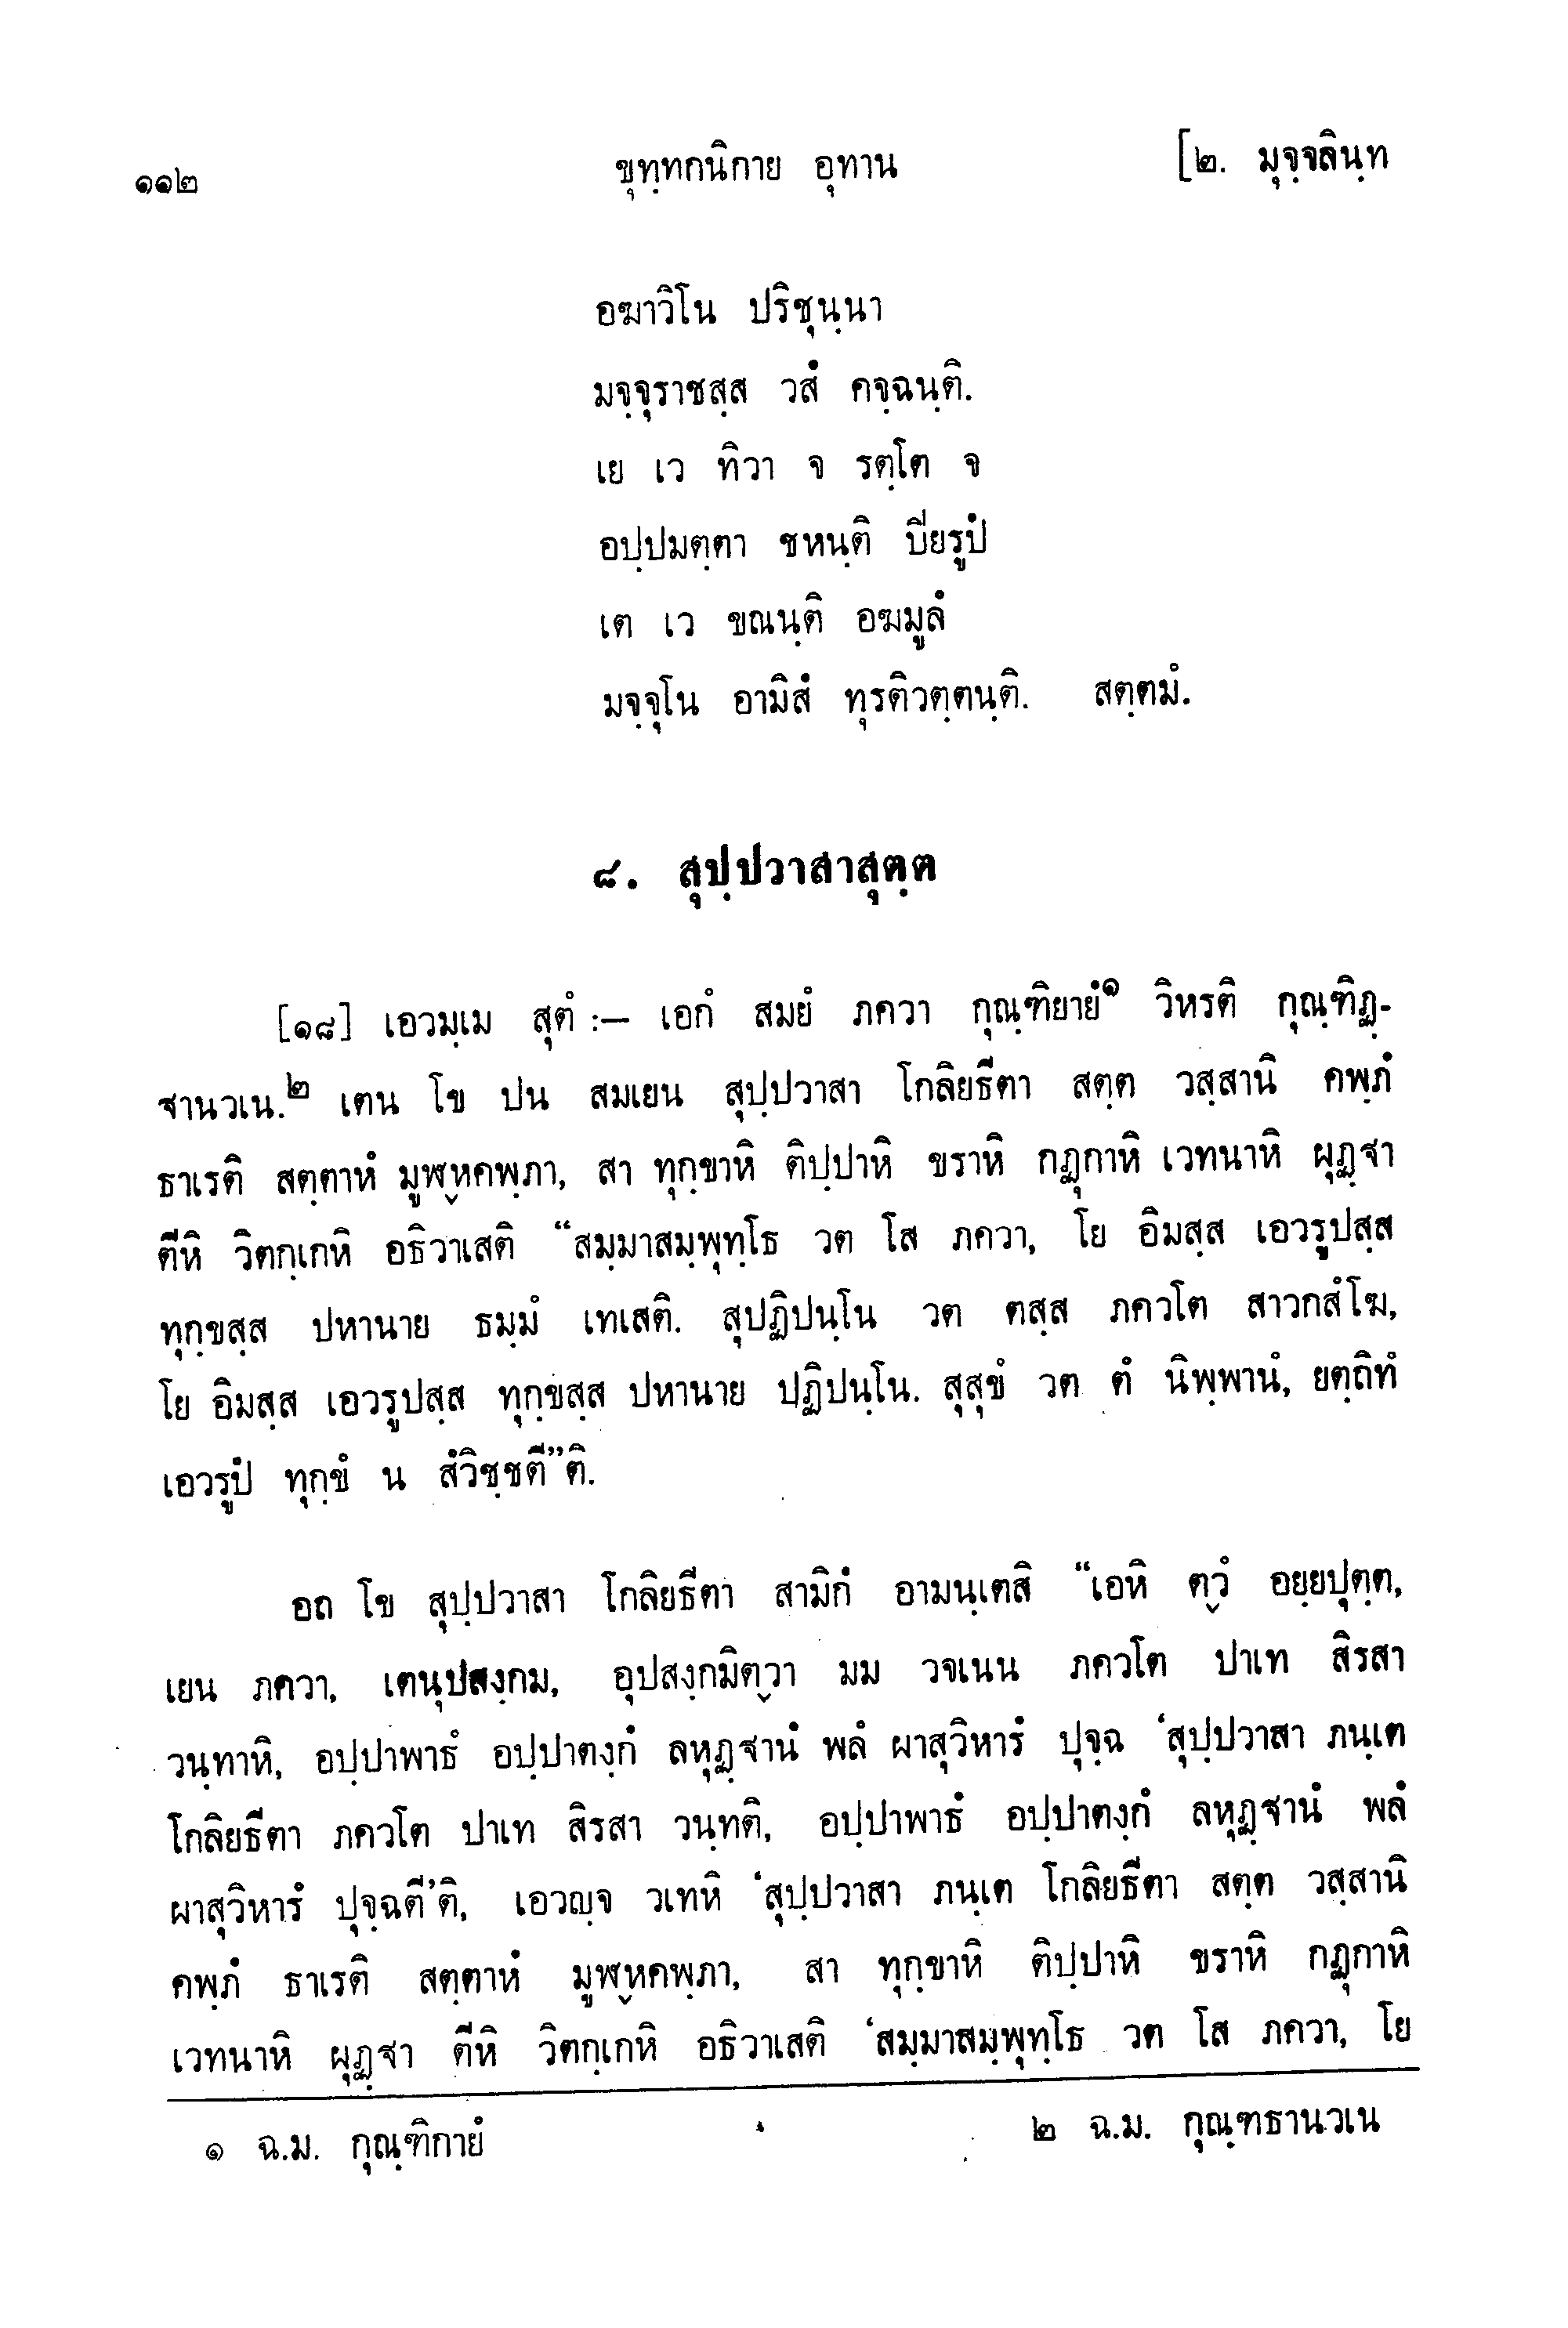 ๑๑๒ ขุทฺทกนิกาย อุทาน [๒. มุจฺจลินฺท
อฆาวิโน ปริชุนฺนา
มจฺจุราชสฺส วสํ คจฺฉนฺติ.
เย เว ทิวา จ รตฺโต จ
อปฺปมตฺตา ชหนฺติ ปียรูปํ
เต เว ขณนฺติ อฆมูลํ
มจฺจุโน อามิสํ ทุรติวตฺตนฺติ. สตฺตมํ.
๘. สุปฺปวาสาสุตฺต
[๑๘] เอวมฺเม สุตํ :— เอกํ สมยํ ภควา กุณฺฑิยายํ๑ วิหรติ กุณฺฑิฏฺ-
ฐานวเน.๒ เตน โข ปน สมเยน สุปฺปวาสา โกลิยธีตา สตฺต วสฺสานิ คพฺภํ
ธาเรติ สตฺตาหํ มูฬฺหคพฺภา, สา ทุกฺขาหิ ติปฺปาหิ ขราหิ กฏุกาหิ เวทนาหิ ผุฏฺฐา
ตีหิ วิตกฺเกหิ อธิวาเสติ “สมฺมาสมฺพุทฺโธ วต โส ภควา, โย อิมสฺส เอวรูปสฺส
ทุกฺขสฺส ปหานาย ธมฺมํ เทเสติ. สุปฏิปนฺโน วต ตสฺส ภควโต สาวกสํโฆ,
โย อิมสฺส เอวรูปสฺส ทุกฺขสฺส ปหานาย ปฏิปนฺโน. สุสุขํ วต ตํ นิพฺพานํ, ยตฺถิทํ
เอวรูปํ ทุกฺขํ น สํวิชฺชตี”ติ.
อถ โข สุปฺปวาสา โกลิยธีตา สามิกํ อามนฺเตสิ “เอหิ ตฺวํ อยฺยปุตฺต,
เยน ภควา, เตนุปสงฺกม, อุปสงฺกมิตฺวา มม วจเนน ภควโต ปาเท สิรสา
วนฺทาหิ, อปฺปาพาธํ อปฺปาตงฺกํ ลหุฏฺฐานํ พลํ ผาสุวิหารํ ปุจฺฉ ‘สุปฺปวาสา ภนฺเต
โกลิยธีตา ภควโต ปาเท สิรสา วนฺทติ, อปฺปาพาธํ อปฺปาตงฺกํ ลหุฏฺฐานํ พลํ
ผาสุวิหารํ ปุจฺฉตี’ติ, เอวญฺจ วเทหิ ‘สุปฺปวาสา ภนฺเต โกลิยธีตา สตฺต วสฺสานิ
คพฺภํ ธาเรติ สตฺตาหํ มูฬฺหคพฺภา, สา ทุกฺขาหิ ติปฺปาหิ ขราหิ กฏุกาหิ
เวทนาหิ ผุฏฺฐา ตีหิ วิตกฺเกหิ อธิวาเสติ ‘สมฺมาสมฺพุทฺโธ วต โส ภควา, โย
๑ ฉ.ม. กุณฺฑิกายํ ๒ ฉ.ม. กุณฺฑธานวเน